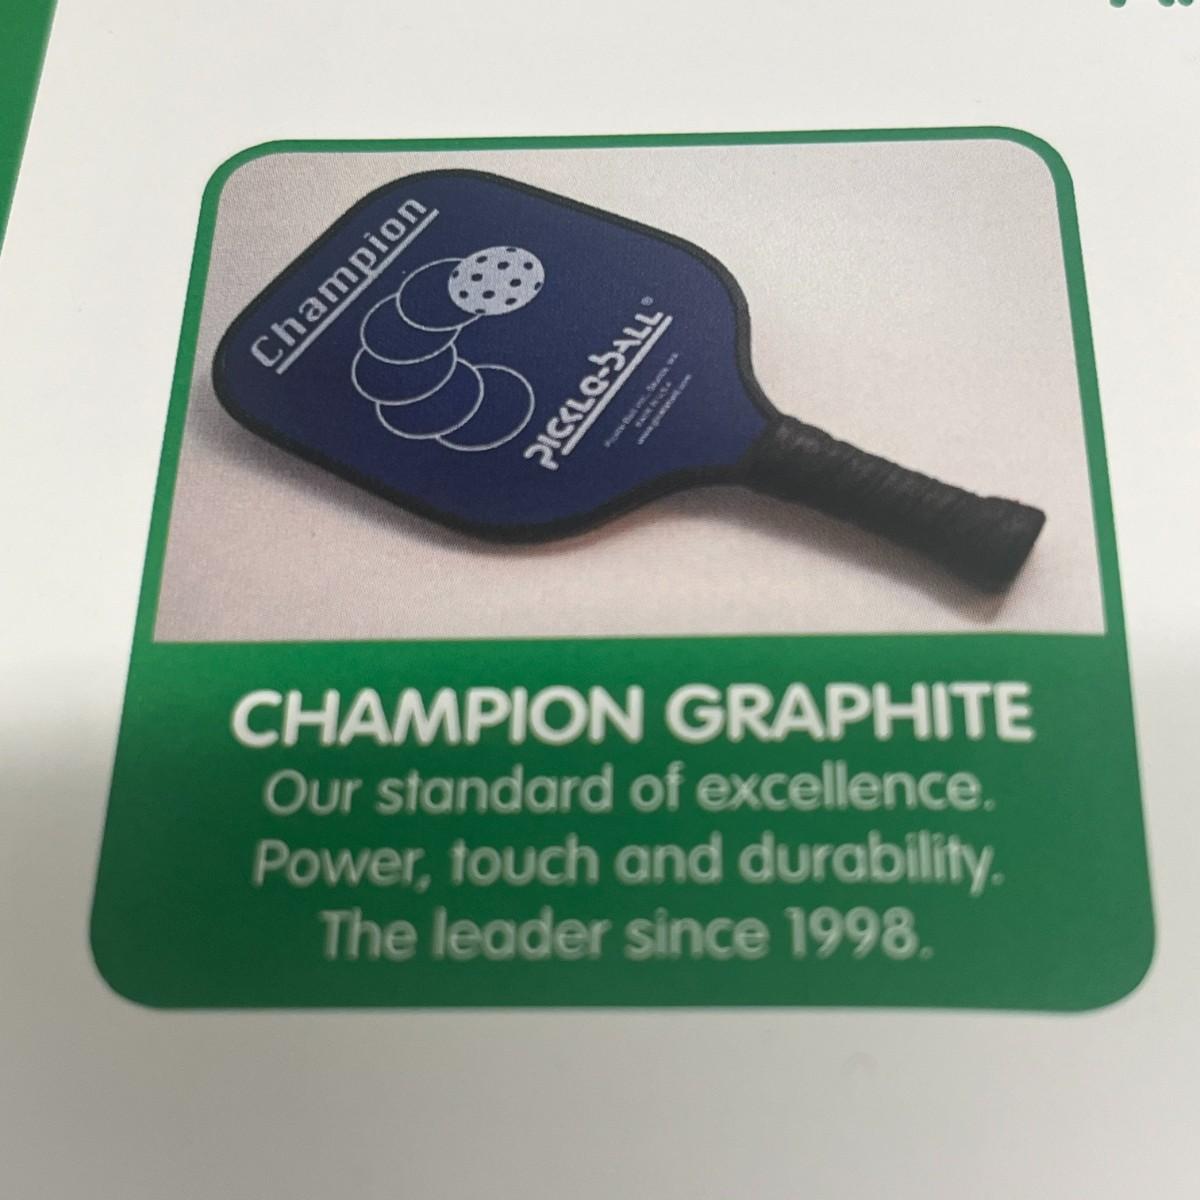 Champion
PICKLE-BALL®
CHAMPION GRAPHITE
Our standard of excellence.
Power, touch and durability.
The leader since 1998.